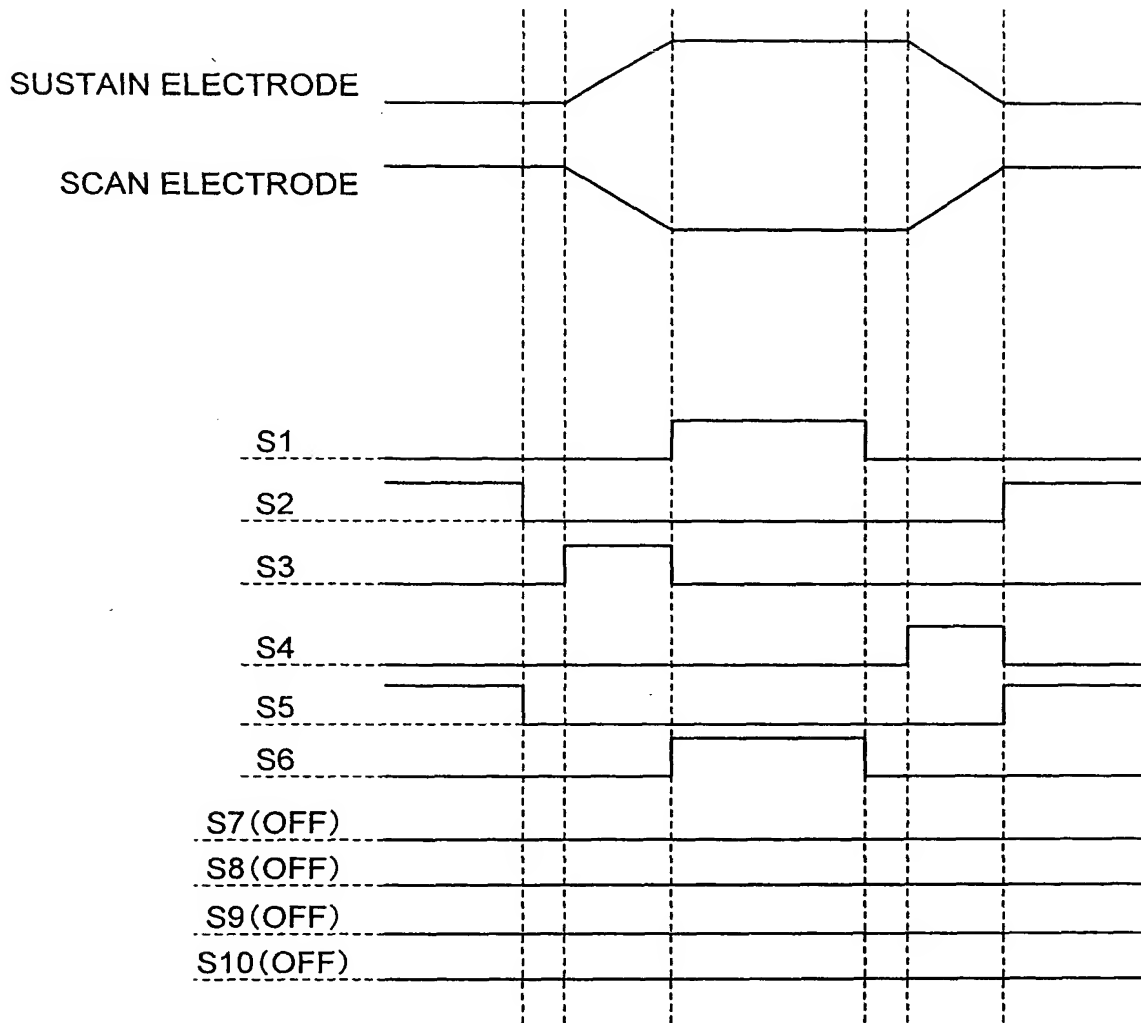 SUSTAIN ELECTRODE
SCAN ELECTRODE
S1
S2
S3
S4
S5
S6
S7(OFF)
S8(OFF)
S9(OFF)
S10(OFF)